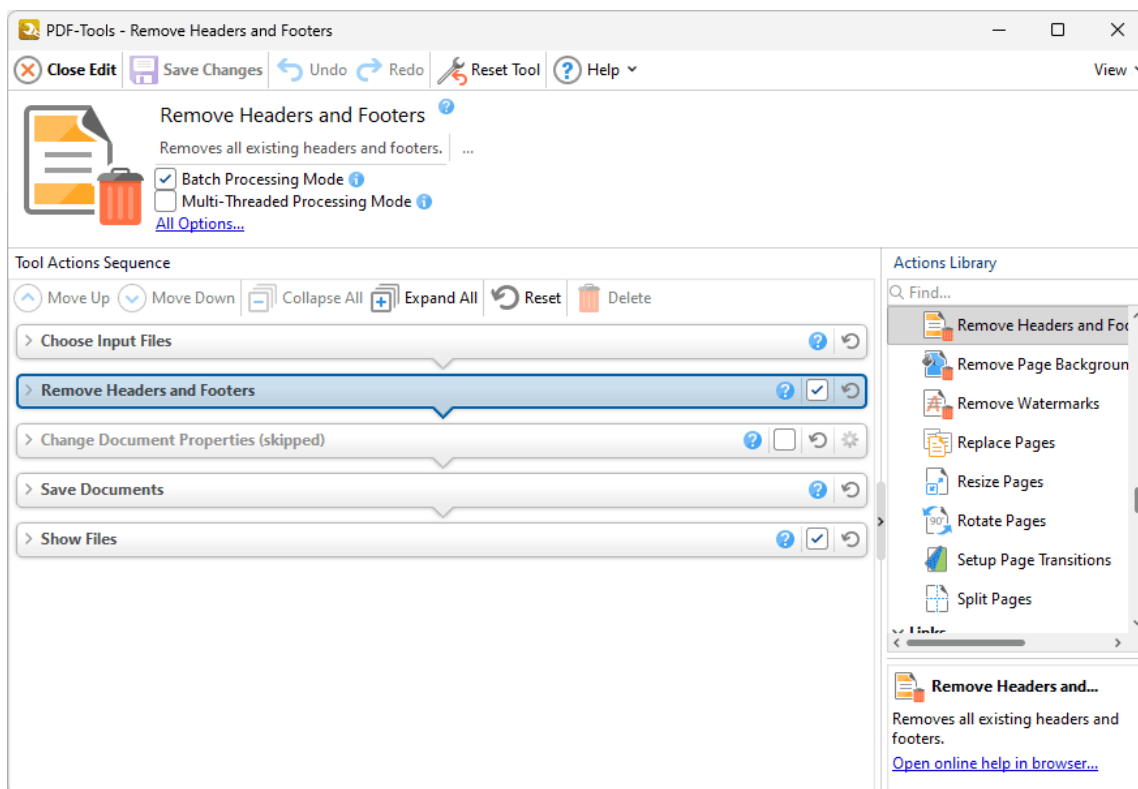 PDF-Tools - Remove Headers and Footers
Close Edit Save Changes Undo Redo Reset Tool ? Help View
Remove Headers and Footers ?
Removes all existing headers and footers. ...
Batch Processing Mode i
Multi-Threaded Processing Mode i
All Options...
Tool Actions Sequence
Move Up Move Down Collapse All Expand All Reset Delete
Choose Input Files ?
Remove Headers and Footers ?
Change Document Properties (skipped) ?
Save Documents ?
Show Files ?
Actions Library
Find...
Remove Headers and Foo
Remove Page Backgroun
Remove Watermarks
Replace Pages
Resize Pages
90° Rotate Pages
Setup Page Transitions
Split Pages
Links
Remove Headers and...
Removes all existing headers and
footers.
Open online help in browser...